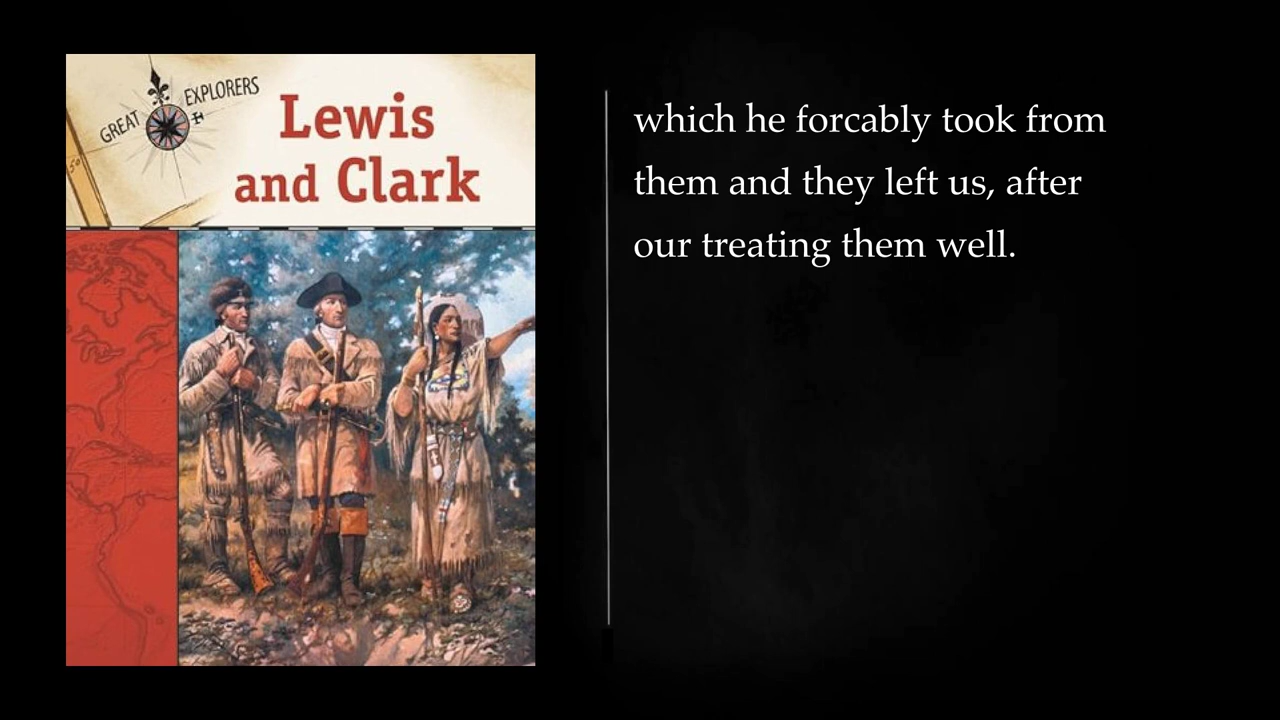 GREAT EXPLORERS
Lewis
and Clark
50
which he forcably took from
them and they left us, after
our treating them well.